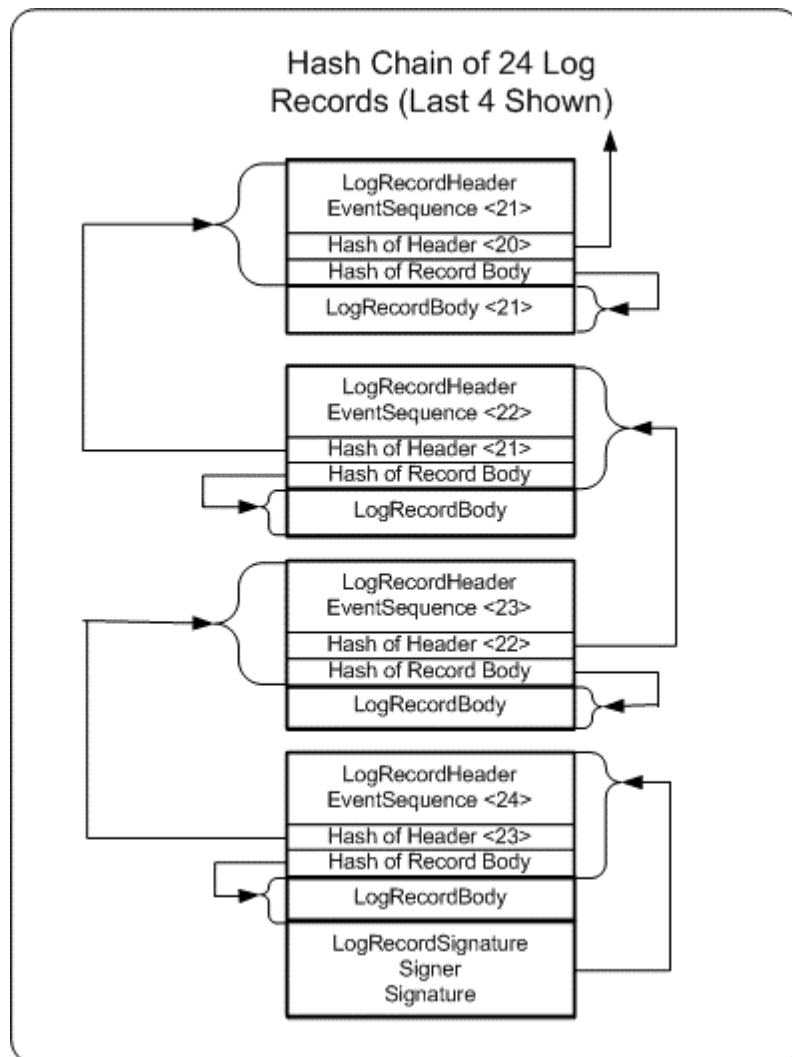 Hash Chain of 24 Log
Records (Last 4 Shown)
LogRecordHeader
EventSequence <21>
Hash of Header <20>
Hash of Record Body
LogRecordBody <21>
LogRecordHeader
EventSequence <22>
Hash of Header <21>
Hash of Record Body
LogRecordBody
LogRecordHeader
EventSequence <23>
Hash of Header <22>
Hash of Record Body
LogRecordBody
LogRecordHeader
EventSequence <24>
Hash of Header <23>
Hash of Record Body
LogRecordBody
LogRecordSignature
Signer
Signature